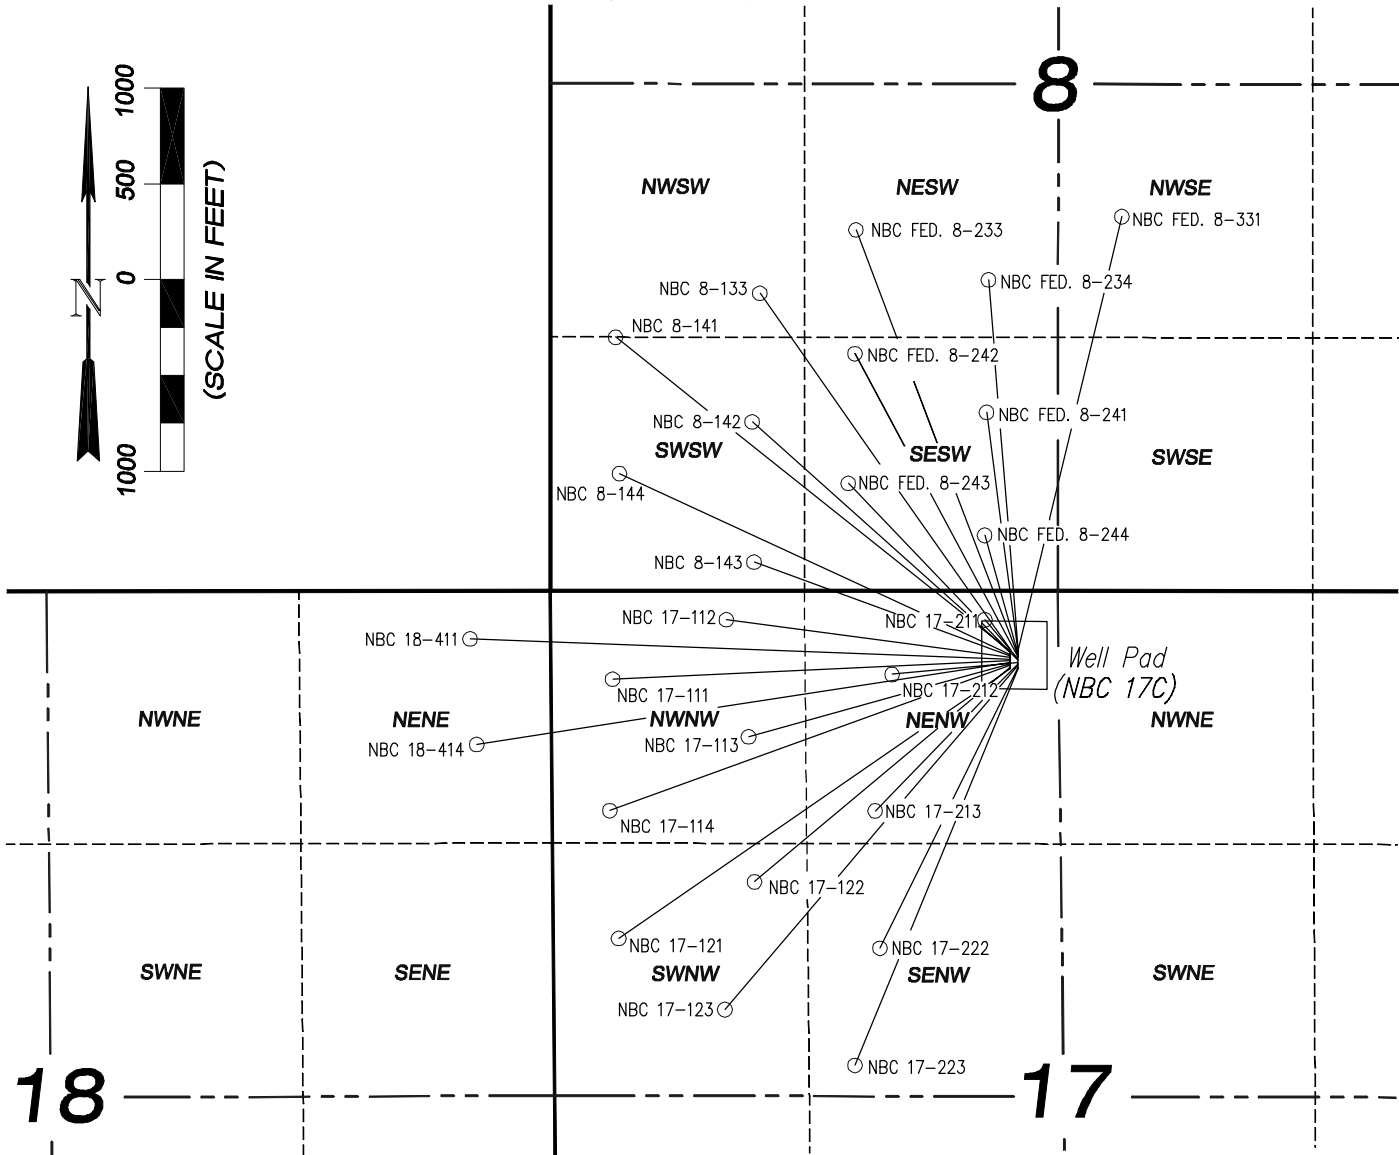 8
1000
500
0
1000
(SCALE IN FEET)
N
NWSW
NESW
NWSE
NBC FED. 8-331
NBC FED. 8-233
NBC FED. 8-234
NBC 8-133
NBC 8-141
NBC FED. 8-242
NBC 8-142
NBC FED. 8-241
SWSW
SESW
SWSE
NBC FED. 8-243
NBC 8-144
NBC FED. 8-244
NBC 8-143
NBC 17-112
NBC 17-211
NBC 18-411
Well Pad
(NBC 17C)
NBC 17-111
NBC 17-212
NWNE
NENE
NWNW
NENW
NWNE
NBC 18-414
NBC 17-113
NBC 17-213
NBC 17-114
NBC 17-122
NBC 17-121
NBC 17-222
SWNE
SENE
SWNW
SENW
SWNE
NBC 17-123
NBC 17-223
18
17